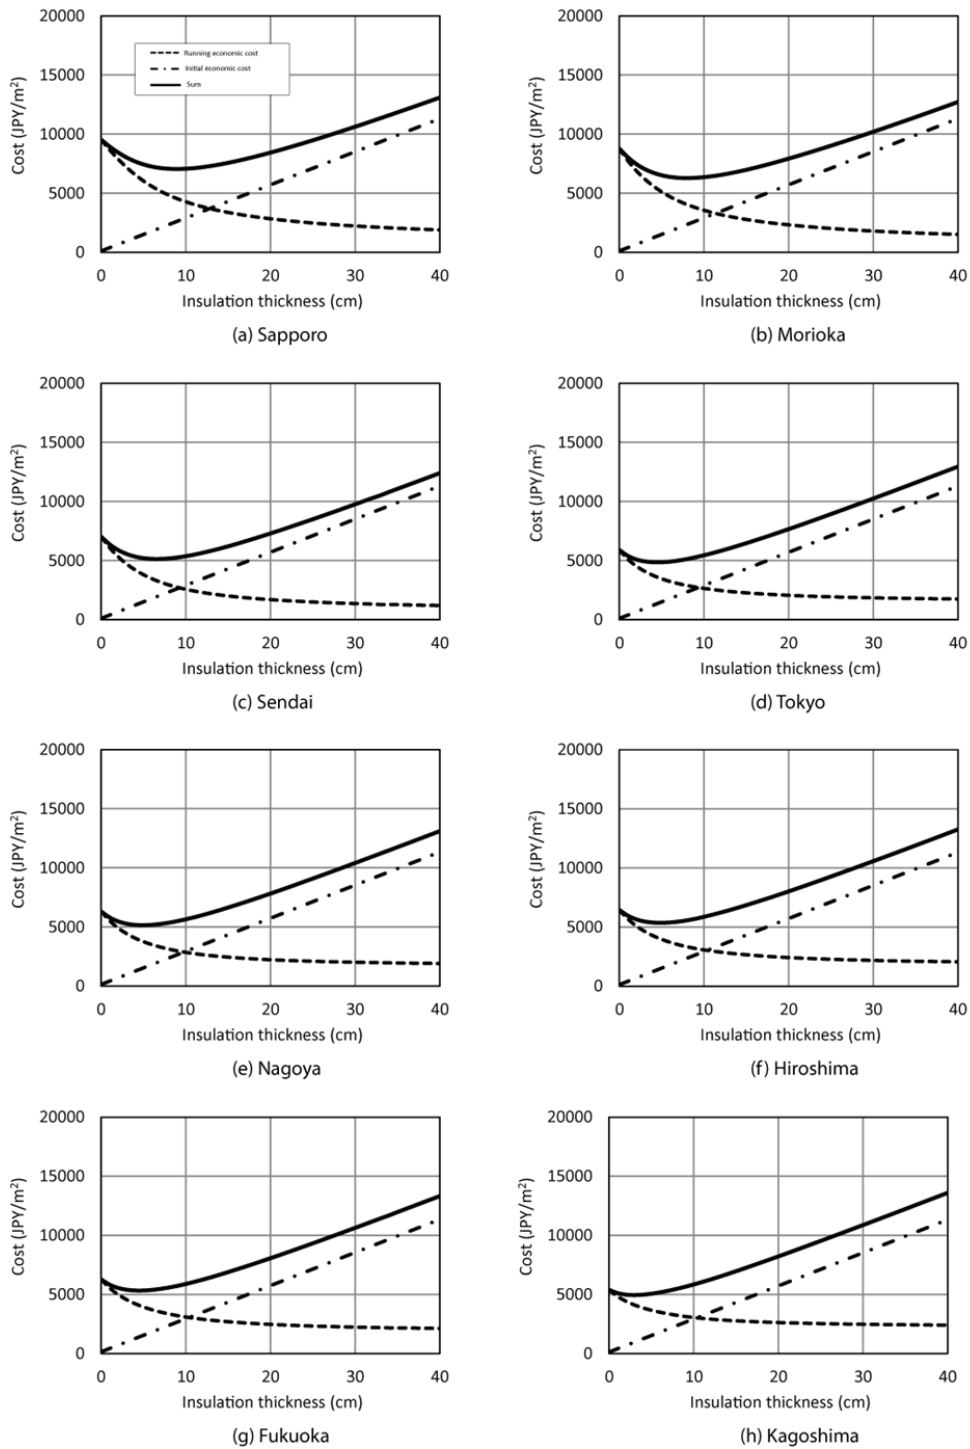 20000
15000
10000
5000
0
Cost (JPY/m²)
Running economic cost
Initial economic cost
Sum
0 10 20 30 40
Insulation thickness (cm)
(a) Sapporo
20000
15000
10000
5000
0
Cost (JPY/m²)
0 10 20 30 40
Insulation thickness (cm)
(b) Morioka
20000
15000
10000
5000
0
Cost (JPY/m²)
0 10 20 30 40
Insulation thickness (cm)
(c) Sendai
20000
15000
10000
5000
0
Cost (JPY/m²)
0 10 20 30 40
Insulation thickness (cm)
(d) Tokyo
20000
15000
10000
5000
0
Cost (JPY/m²)
0 10 20 30 40
Insulation thickness (cm)
(e) Nagoya
20000
15000
10000
5000
0
Cost (JPY/m²)
0 10 20 30 40
Insulation thickness (cm)
(f) Hiroshima
20000
15000
10000
5000
0
Cost (JPY/m²)
0 10 20 30 40
Insulation thickness (cm)
(g) Fukuoka
20000
15000
10000
5000
0
Cost (JPY/m²)
0 10 20 30 40
Insulation thickness (cm)
(h) Kagoshima